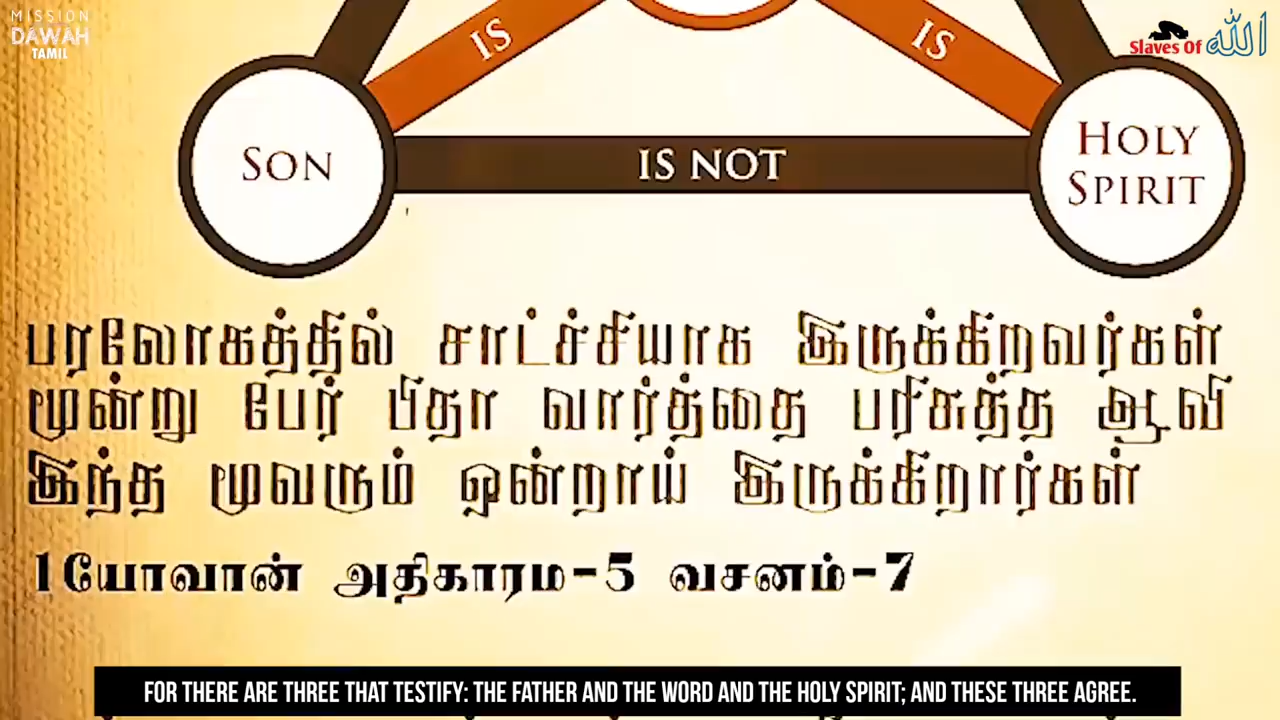 MISSION
DAWAH
TAMIL
Slaves Of الله
IS
IS
SON
IS NOT
HOLY
SPIRIT
பரலோகத்தில் சாட்ச்சியாக இருக்கிறவர்கள்
மூன்று பேர் பிதா வார்த்தை பரிசுத்த ஆவி
இந்த மூவரும் ஒன்றாய் இருக்கிறார்கள்
1யோவான் அதிகாரம-5 வசனம்-7
FOR THERE ARE THREE THAT TESTIFY: THE FATHER AND THE WORD AND THE HOLY SPIRIT; AND THESE THREE AGREE.